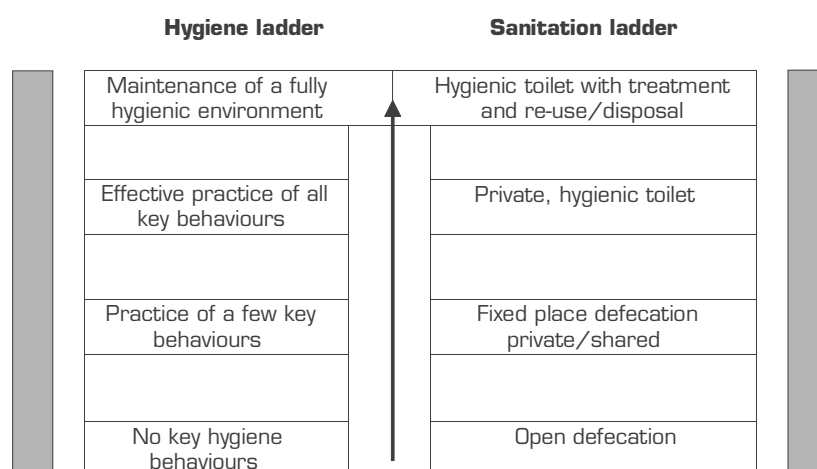 Hygiene ladder
Sanitation ladder
Maintenance of a fully
hygienic environment
Hygienic toilet with treatment
and re-use/disposal
Effective practice of all
key behaviours
Private, hygienic toilet
Practice of a few key
behaviours
Fixed place defecation
private/shared
No key hygiene
behaviours
Open defecation